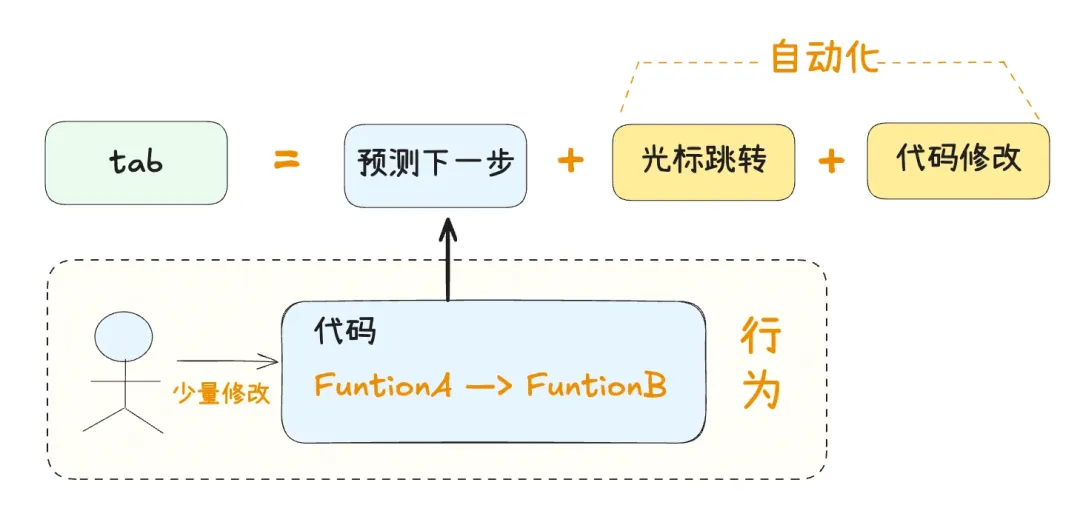 自动化
tab = 预测下一步 + 光标跳转 + 代码修改
代码
少量修改
FuntionA —> FuntionB
行为